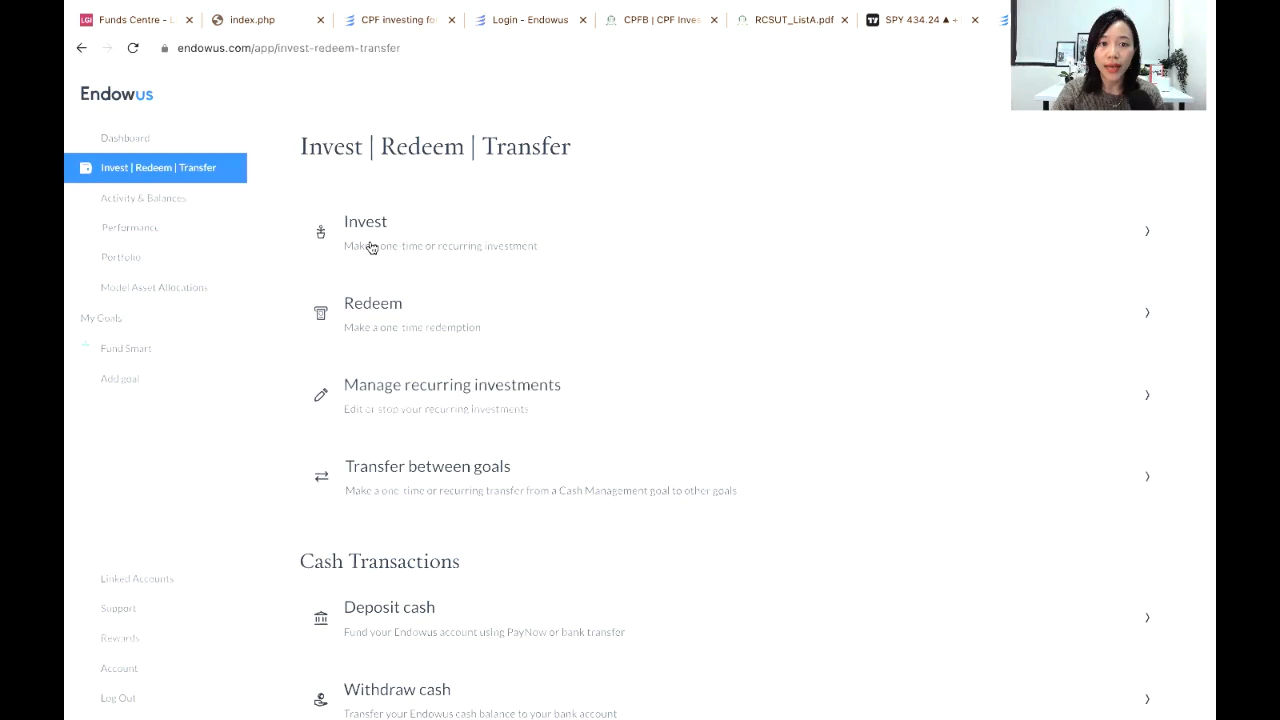 Funds Centre - L
index.php
CPF investing fo
Login - Endowus
CPFB | CPF Inves
RCSUT_ListA.pdf
SPY 434.24 ▲ ÷
endowus.com/app/invest-redeem-transfer
Endowus
Dashboard
Invest | Redeem | Transfer
Activity & Balances
Performance
Portfolio
Model Asset Allocations
My Goals
Fund Smart
Add goal
Linked Accounts
Support
Rewards
Account
Log Out
Invest | Redeem | Transfer
Invest
Make one-time or recurring investment
Redeem
Make a one-time redemption
Manage recurring investments
Edit or stop your recurring investments
Transfer between goals
Make a one-time or recurring transfer from a Cash Management goal to other goals
Cash Transactions
Deposit cash
Fund your Endowus account using PayNow or bank transfer
Withdraw cash
Transfer your Endowus cash balance to your bank account